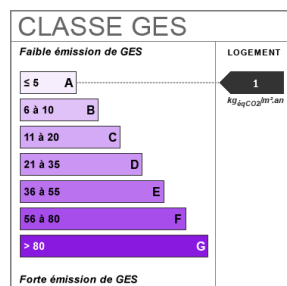 CLASSE GES
Faible émission de GES
LOGEMENT
≤ 5 A
1
kgéqCO2/m².an
6 à 10 B
11 à 20 C
21 à 35 D
36 à 55 E
56 à 80 F
> 80 G
Forte émission de GES